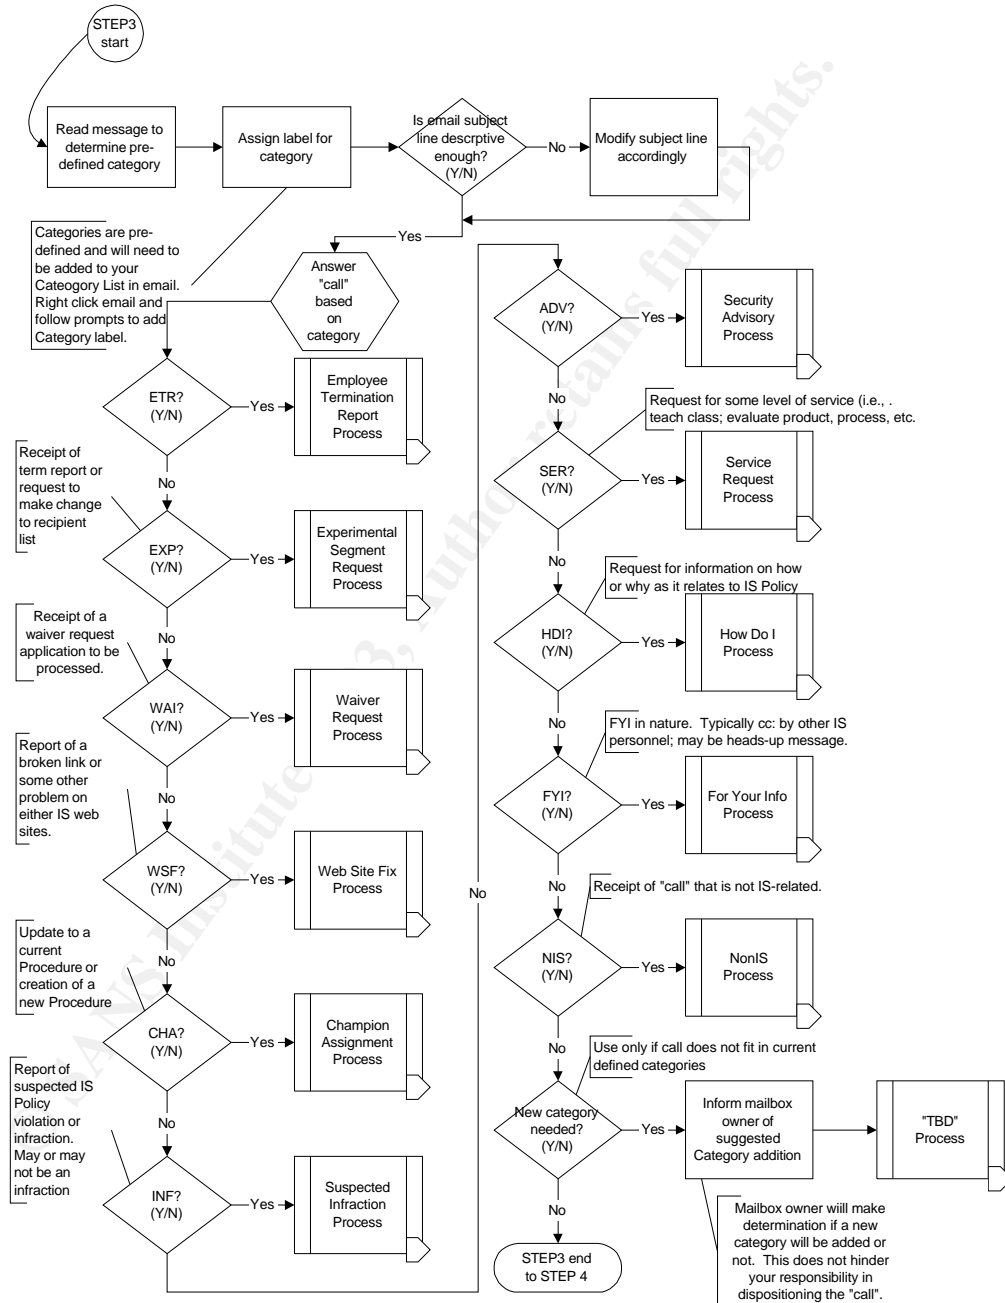 STEP3
start
Read message to
determine pre-
defined category
Assign label for
category
Is email subject
line descrptive
enough?
(Y/N)
No
Modify subject line
accordingly
Categories are pre-
defined and will need to
be added to your
Cateogory List in email.
Right click email and
follow prompts to add
Category label.
Yes
Answer
"call"
based
on
category
ETR?
(Y/N)
Yes
Employee
Termination
Report
Process
Receipt of
term report or
request to
make change
to recipient
list
No
EXP?
(Y/N)
Yes
Experimental
Segment
Request
Process
Receipt of a
waiver request
application to be
processed.
No
WAI?
(Y/N)
Yes
Waiver
Request
Process
Report of a
broken link or
some other
problem on
either IS web
sites.
No
WSF?
(Y/N)
Yes
Web Site Fix
Process
Update to a
current
Procedure or
creation of a
new Procedure
No
CHA?
(Y/N)
Yes
Champion
Assignment
Process
Report of
suspected IS
Policy
violation or
infraction.
May or may
not be an
infraction
No
INF?
(Y/N)
Yes
Suspected
Infraction
Process
No
ADV?
(Y/N)
Yes
Security
Advisory
Process
No
Request for some level of service (i.e., .
teach class; evaluate product, process, etc.
SER?
(Y/N)
Yes
Service
Request
Process
No
Request for information on how
or why as it relates to IS Policy
HDI?
(Y/N)
Yes
How Do I
Process
No
FYI in nature. Typically cc: by other IS
personnel; may be heads-up message.
FYI?
(Y/N)
Yes
For Your Info
Process
No
Receipt of "call" that is not IS-related.
NIS?
(Y/N)
Yes
NonIS
Process
No
Use only if call does not fit in current
defined categories
New category
needed?
(Y/N)
Yes
Inform mailbox
owner of
suggested
Category addition
"TBD"
Process
No
Mailbox owner wiill make
determination if a new
category will be added or
not. This does not hinder
your responsibility in
dispositioning the "call".
STEP3 end
to STEP 4
SANS Institute 3, Author retains full rights.